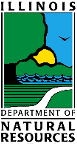 ILLINOIS
DEPARTMENT OF
NATURAL
RESOURCES